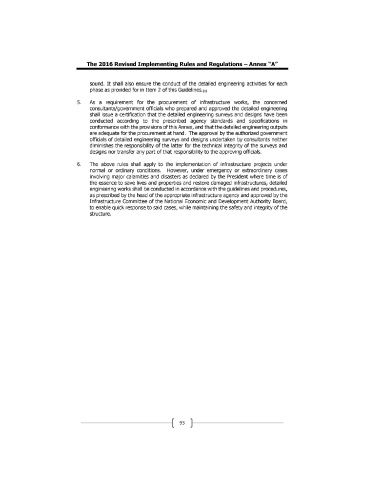 The 2016 Revised Implementing Rules and Regulations – Annex "A"
sound. It shall also ensure the conduct of the detailed engineering activities for each
phase as provided for in Item 2 of this Guidelines.
5. As a requirement for the procurement of infrastructure works, the concerned
consultants/government officials who prepared and approved the detailed engineering
shall issue a certification that the detailed engineering surveys and designs have been
conducted according to the prescribed agency standards and specifications in
conformance with the provisions of this Annex, and that the detailed engineering outputs
are adequate for the procurement at hand. The approval by the authorized government
officials of detailed engineering surveys and designs undertaken by consultants neither
diminishes the responsibility of the latter for the technical integrity of the surveys and
designs nor transfer any part of that responsibility to the approving officials.
6. The above rules shall apply to the implementation of infrastructure projects under
normal or ordinary conditions. However, under emergency or extraordinary cases
involving major calamities and disasters as declared by the President where time is of
the essence to save lives and properties and restore damaged infrastructures, detailed
engineering works shall be conducted in accordance with the guidelines and procedures,
as prescribed by the head of the appropriate infrastructure agency and approved by the
Infrastructure Committee of the National Economic and Development Authority Board,
to enable quick response to said cases, while maintaining the safety and integrity of the
structure.
95